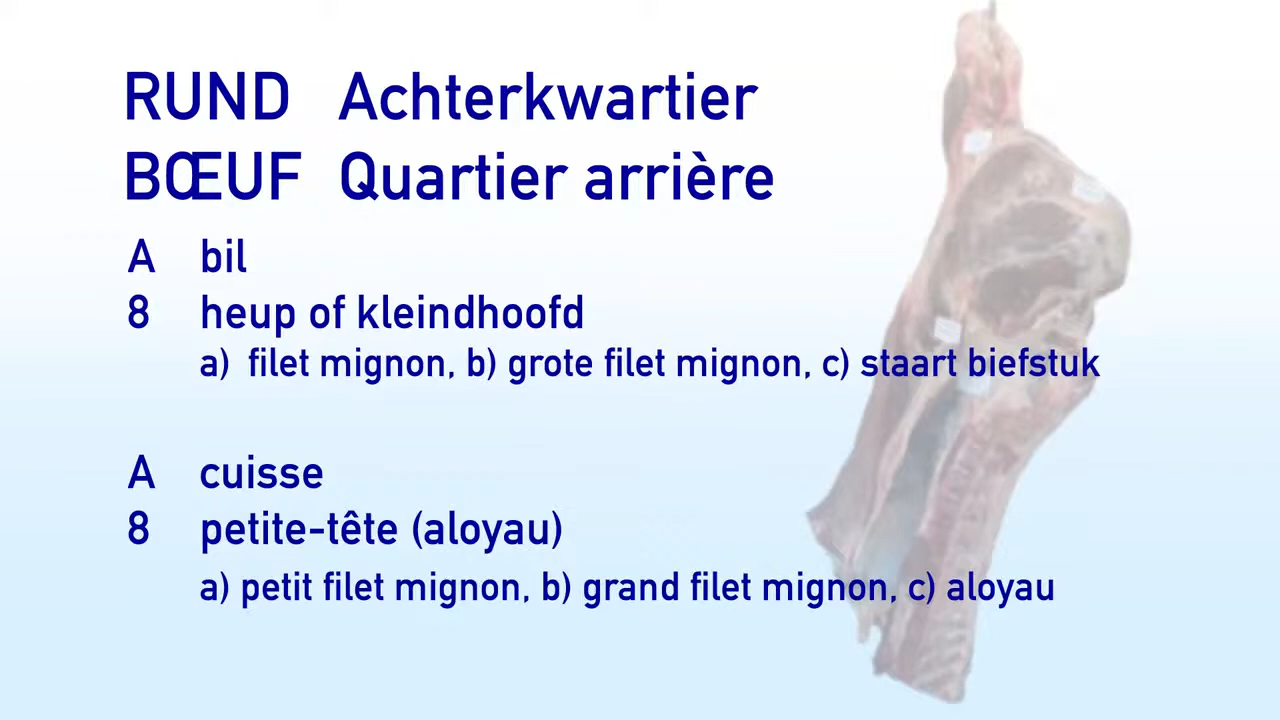 RUND Achterkwartier
BŒUF Quartier arrière
A bil
8 heup of kleindhoofd
a) filet mignon, b) grote filet mignon, c) staart biefstuk
A cuisse
8 petite-tête (aloyau)
a) petit filet mignon, b) grand filet mignon, c) aloyau